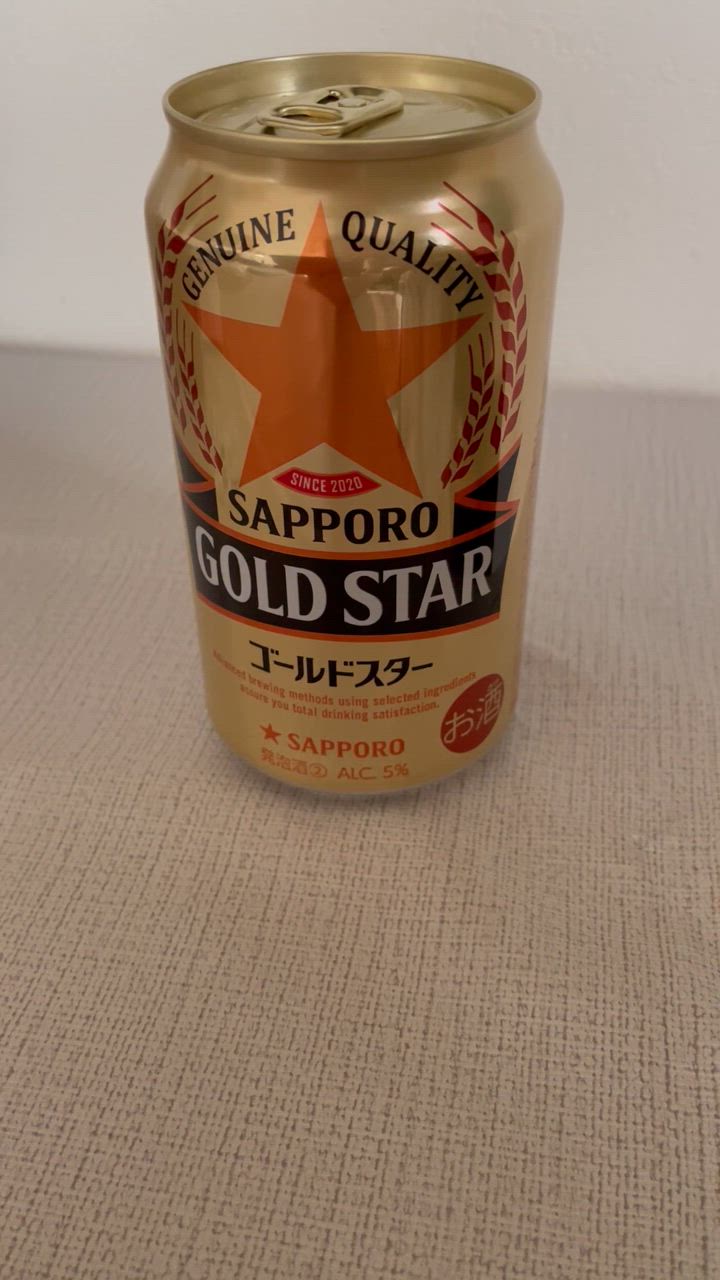 GENUINE QUALITY
SINCE 2020
SAPPORO
GOLD STAR
ゴールドスター
Advanced brewing methods using selected ingredients
assure you total drinking satisfaction.
お酒
★ SAPPORO
発泡酒② ALC. 5%